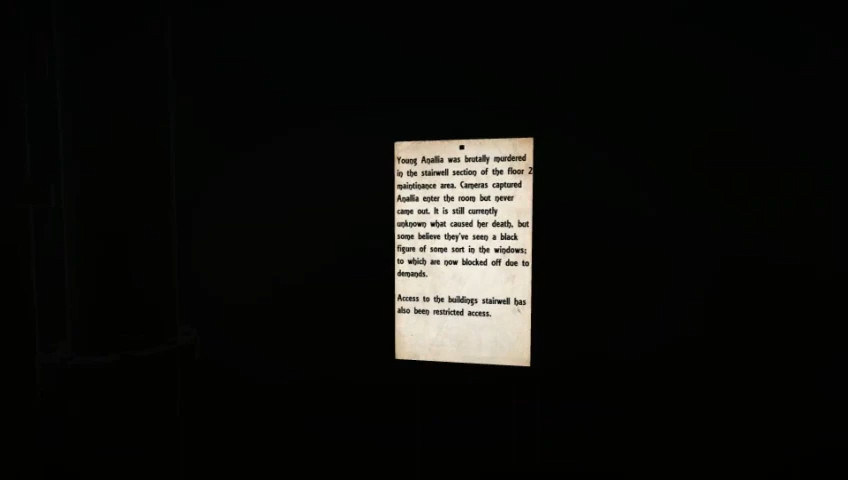 Young Anallia was brutally murdered
in the stairwell section of the floor 2
maintinance area. Cameras captured
Anallia enter the room but never
came out. It is still currently
unknown what caused her death, but
some believe they've seen a black
figure of some sort in the windows;
to which are now blocked off due to
demands.
Access to the buildings stairwell has
also been restricted access.